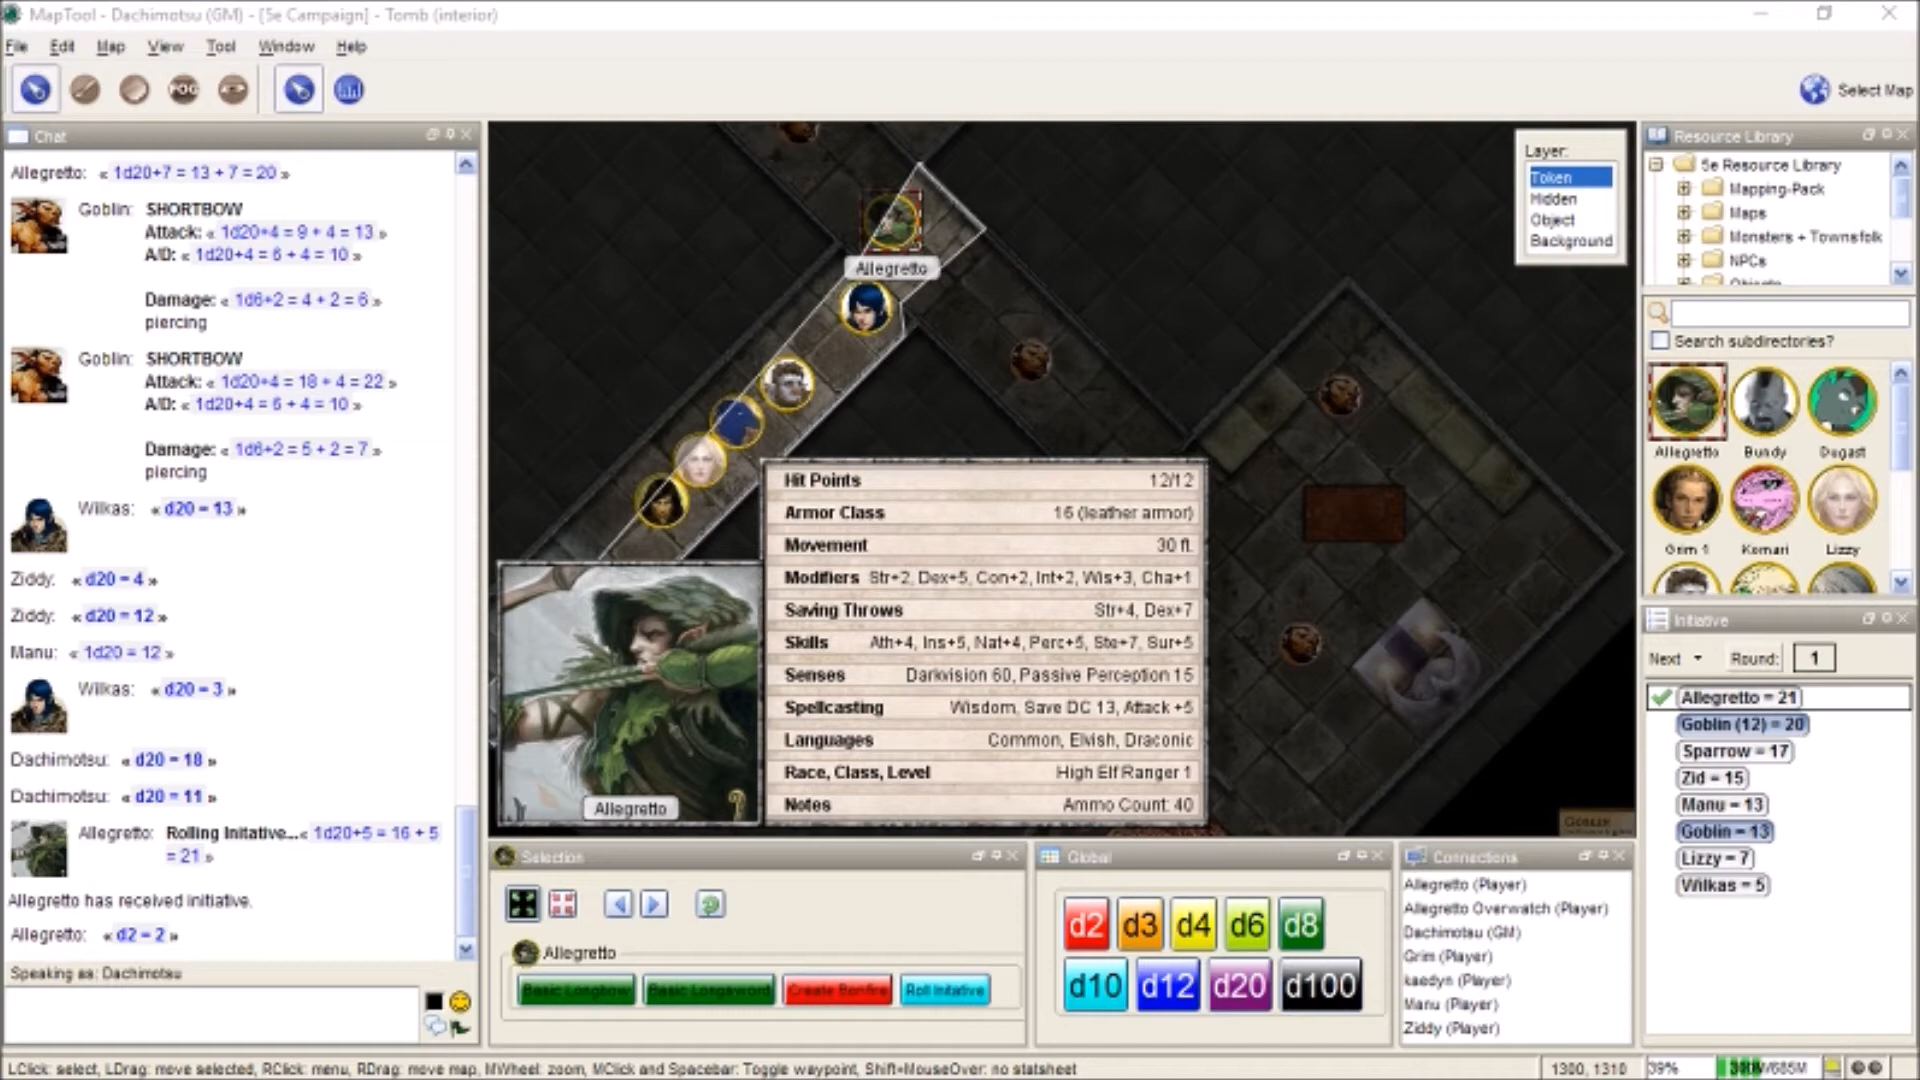 MapTool - Dachimotsu (GM) - [5e Campaign] - Tomb (interior)
File Edit Map View Tool Window Help
FOG
Select Map
Chat
Allegretto: « 1d20+7 = 13 + 7 = 20 »
Goblin: SHORTBOW
Attack: « 1d20+4 = 9 + 4 = 13 »
A/D: « 1d20+4 = 6 + 4 = 10 »
Damage: « 1d6+2 = 4 + 2 = 6 »
piercing
Goblin: SHORTBOW
Attack: « 1d20+4 = 18 + 4 = 22 »
A/D: « 1d20+4 = 6 + 4 = 10 »
Damage: « 1d6+2 = 5 + 2 = 7 »
piercing
Wilkas: « d20 = 13 »
Ziddy: « d20 = 4 »
Ziddy: « d20 = 12 »
Manu: « 1d20 = 12 »
Wilkas: « d20 = 3 »
Dachimotsu: « d20 = 18 »
Dachimotsu: « d20 = 11 »
Allegretto: Rolling Initative...« 1d20+5 = 16 + 5
= 21 »
Allegretto has received initiative.
Allegretto: « d2 = 2 »
Speaking as: Dachimotsu
Allegretto
Layer:
Token
Hidden
Object
Background
Hit Points 12/12
Armor Class 16 (leather armor)
Movement 30 ft.
Modifiers Str+2, Dex+5, Con+2, Int+2, Wis+3, Cha+1
Saving Throws Str+4, Dex+7
Skills Ath+4, Ins+5, Nat+4, Perc+5, Ste+7, Sur+5
Senses Darkvision 60, Passive Perception 15
Spellcasting Wisdom, Save DC 13, Attack +5
Languages Common, Elvish, Draconic
Race, Class, Level High Elf Ranger 1
Notes Ammo Count: 40
Allegretto
Goblin
Selection
Allegretto
Basic Longbow Basic Longsword Create Bonfire Roll Initative
Global
d2 d3 d4 d6 d8
d10 d12 d20 d100
Connections
Allegretto (Player)
Allegretto Overwatch (Player)
Dachimotsu (GM)
Grim (Player)
kaedyn (Player)
Manu (Player)
Ziddy (Player)
Resource Library
5e Resource Library
Mapping-Pack
Maps
Monsters + Townsfolk
NPCs
Objects
Search subdirectories?
Allegretto Bundy Dugast
Grim 1 Komari Lizzy
Initiative
Next Round: 1
Allegretto = 21
Goblin (12) = 20
Sparrow = 17
Zid = 15
Manu = 13
Goblin = 13
Lizzy = 7
Wilkas = 5
LClick: select, LDrag: move selected, RClick: menu, RDrag: move map, MWheel: zoom, MClick and Spacebar: Toggle waypoint, Shift+MouseOver: no statsheet
1300, 1310 39%